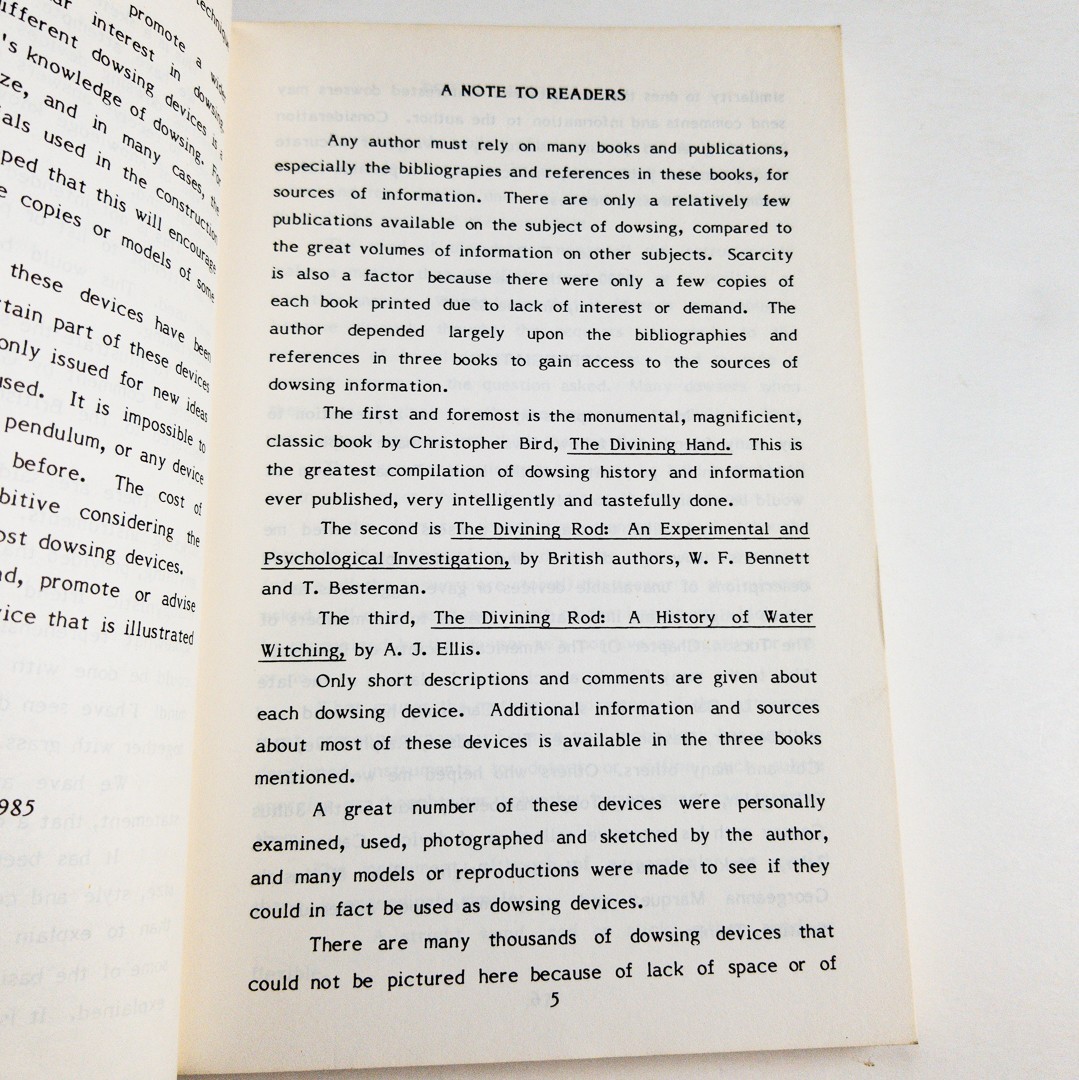 technique
promote a wider
interest in dowsing,
different dowsing devices is a
's knowledge of dowsing. For
ze, and in many cases, the
ials used in the construction
ped that this will encourage
e copies or models of some
these devices have been
tain part of these devices
only issued for new ideas
used. It is impossible to
pendulum, or any device
before. The cost of
bitive considering the
ost dowsing devices.
nd, promote or advise
vice that is illustrated
985
A NOTE TO READERS
Any author must rely on many books and publications,
especially the bibliograpies and references in these books, for
sources of information. There are only a relatively few
publications available on the subject of dowsing, compared to
the great volumes of information on other subjects. Scarcity
is also a factor because there were only a few copies of
each book printed due to lack of interest or demand. The
author depended largely upon the bibliographies and
references in three books to gain access to the sources of
dowsing information.
The first and foremost is the monumental, magnificient,
classic book by Christopher Bird, The Divining Hand. This is
the greatest compilation of dowsing history and information
ever published, very intelligently and tastefully done.
The second is The Divining Rod: An Experimental and
Psychological Investigation, by British authors, W. F. Bennett
and T. Besterman.
The third, The Divining Rod: A History of Water
Witching, by A. J. Ellis.
Only short descriptions and comments are given about
each dowsing device. Additional information and sources
about most of these devices is available in the three books
mentioned.
A great number of these devices were personally
examined, used, photographed and sketched by the author,
and many models or reproductions were made to see if they
could in fact be used as dowsing devices.
There are many thousands of dowsing devices that
could not be pictured here because of lack of space or of
5